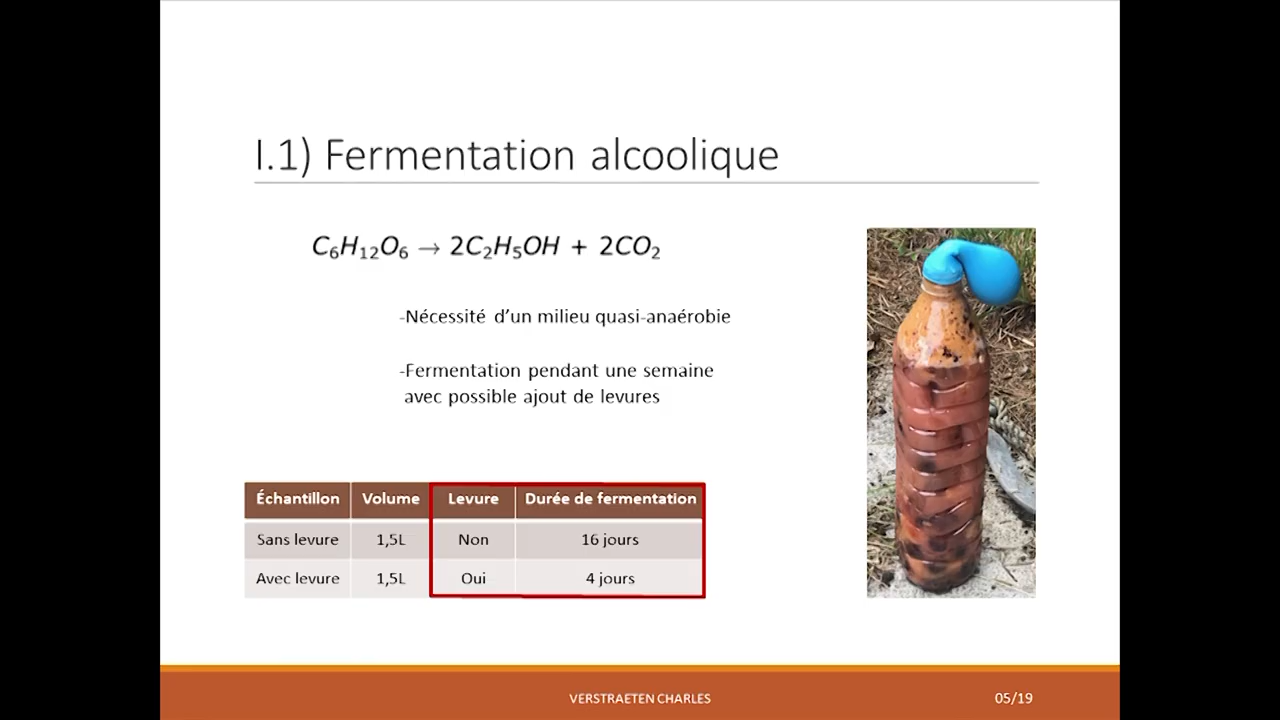 I.1) Fermentation alcoolique
C₆H₁₂O₆ → 2C₂H₅OH + 2CO₂
-Nécessité d'un milieu quasi-anaérobie
-Fermentation pendant une semaine
avec possible ajout de levures
Échantillon Volume Levure Durée de fermentation
Sans levure 1,5L Non 16 jours
Avec levure 1,5L Oui 4 jours
VERSTRAETEN CHARLES 05/19